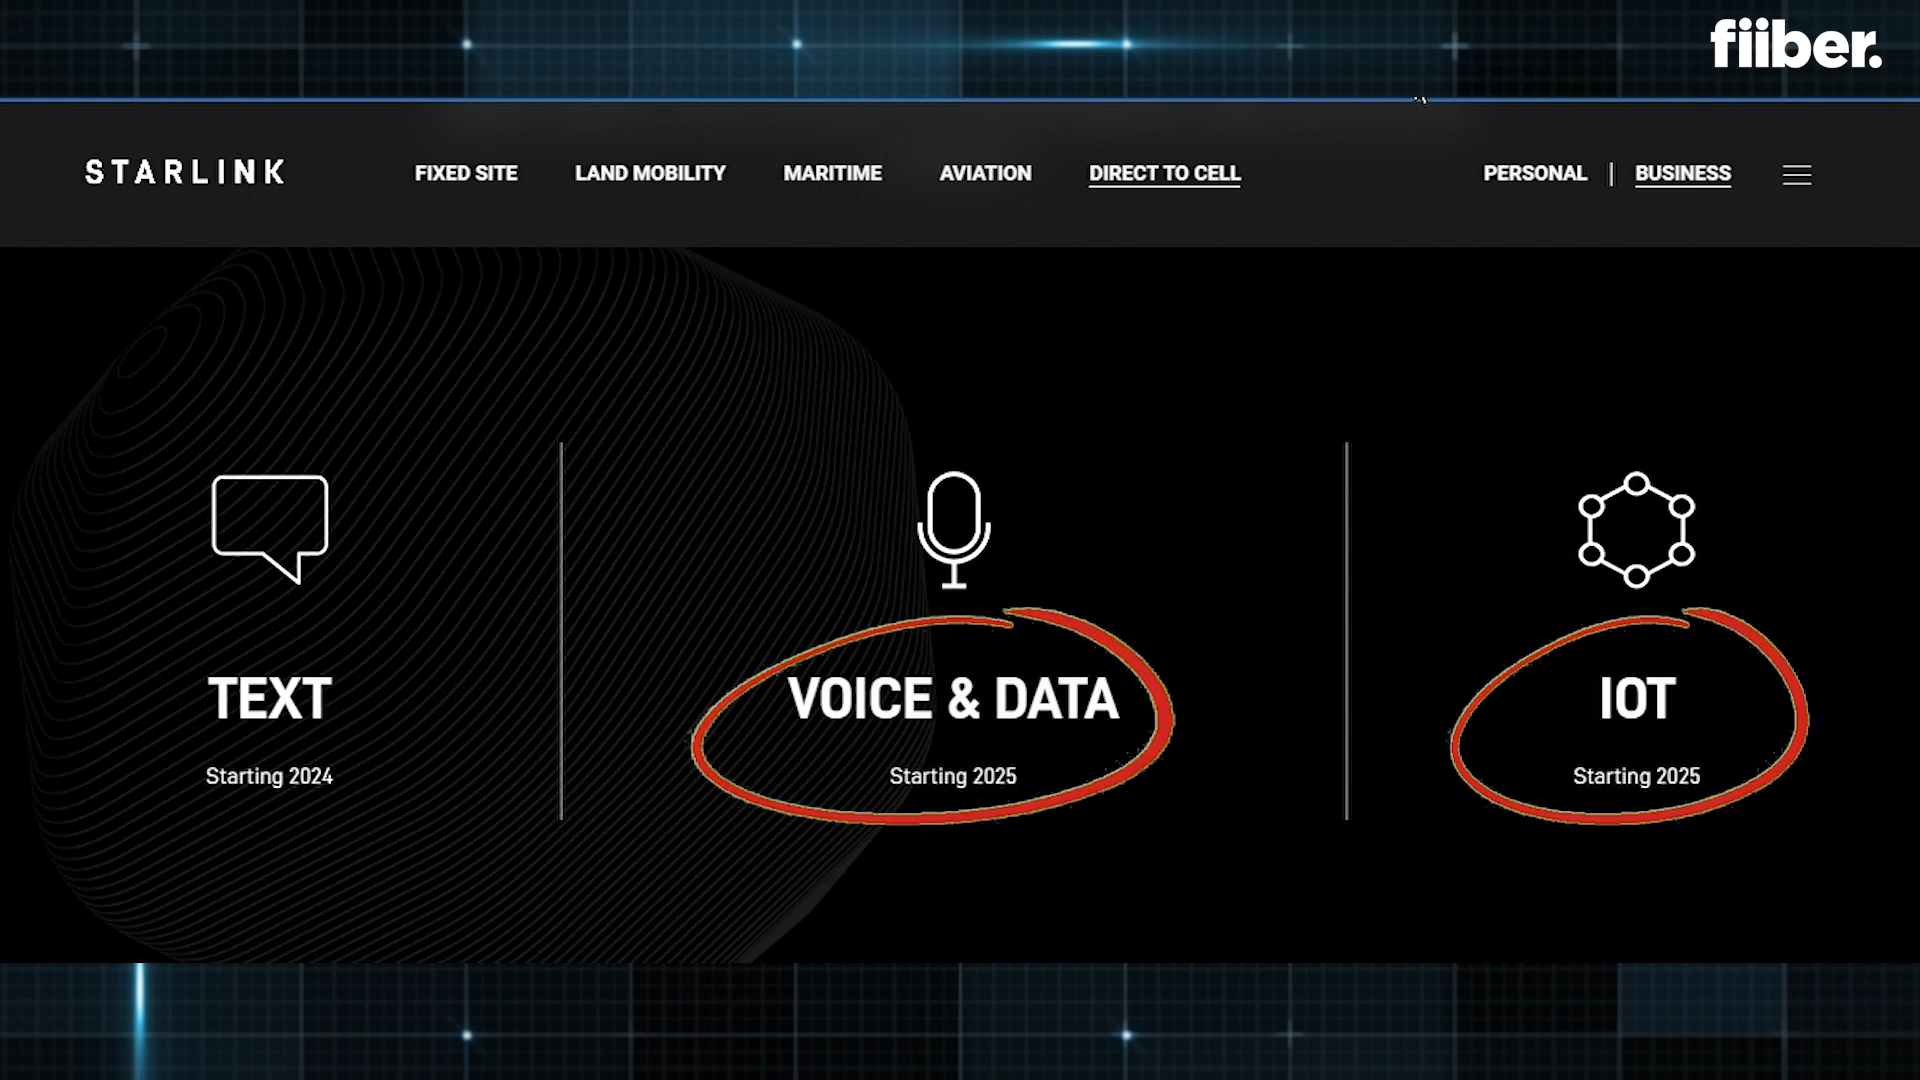 fiiber.
STARLINK
FIXED SITE
LAND MOBILITY
MARITIME
AVIATION
DIRECT TO CELL
PERSONAL | BUSINESS
TEXT
Starting 2024
VOICE & DATA
Starting 2025
IOT
Starting 2025